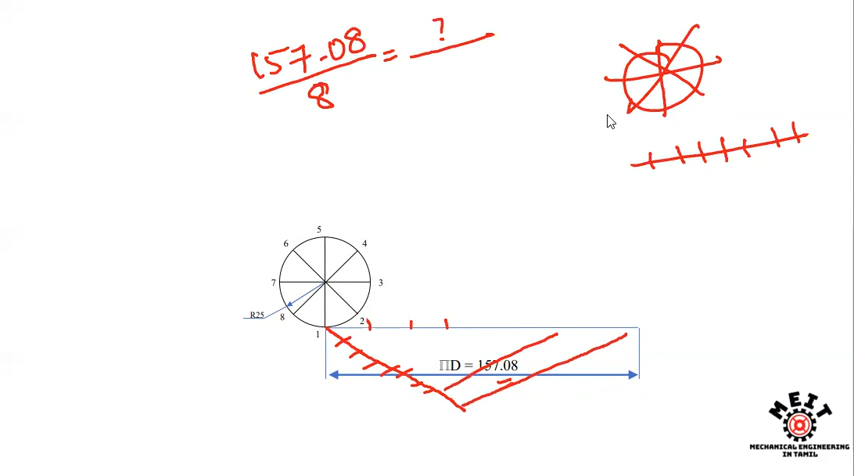 157.08 = ?
8
5
6
4
7
3
R25
8
2
1
ΠD = 157.08
MEIT
MECHANICAL ENGINEERING
IN TAMIL